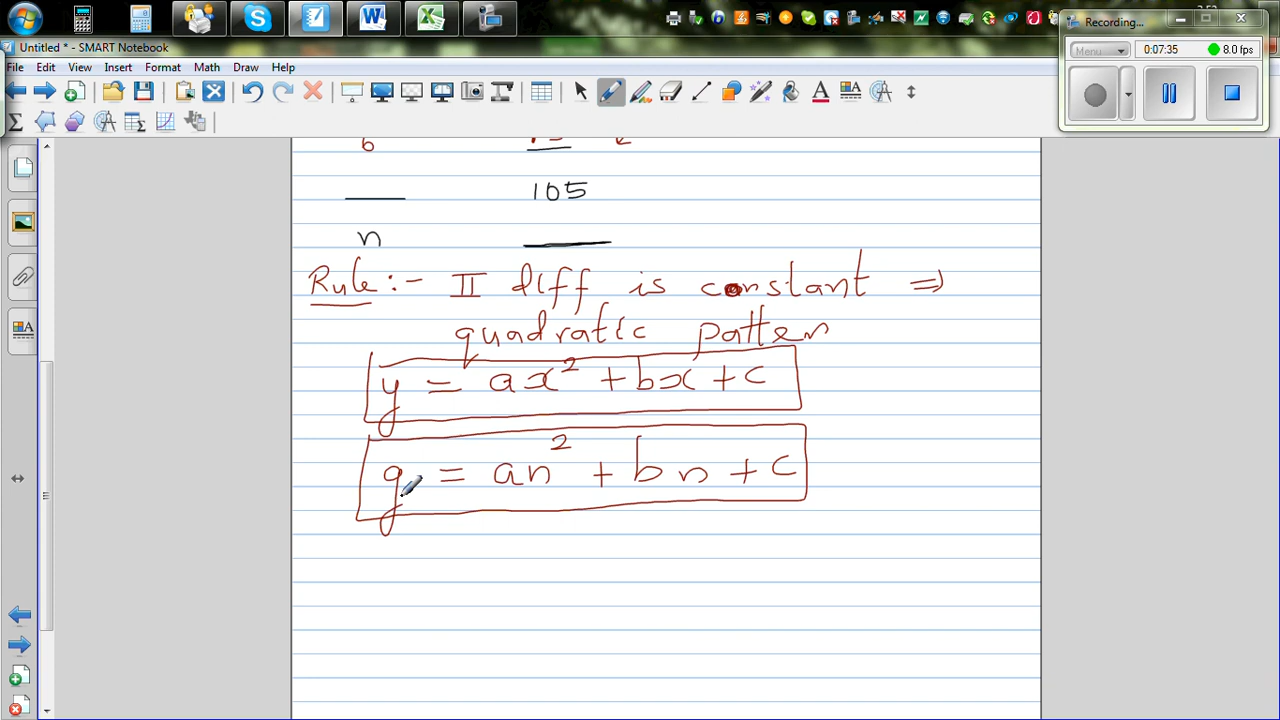 Untitled * - SMART Notebook
File Edit View Insert Format Math Draw Help
Recording...
Menu 0:07:35 8.0 fps
6
105
n
Rule:- II diff is constant ⇒
quadratic pattern
y = ax² + bx + c
y = an² + bn + c